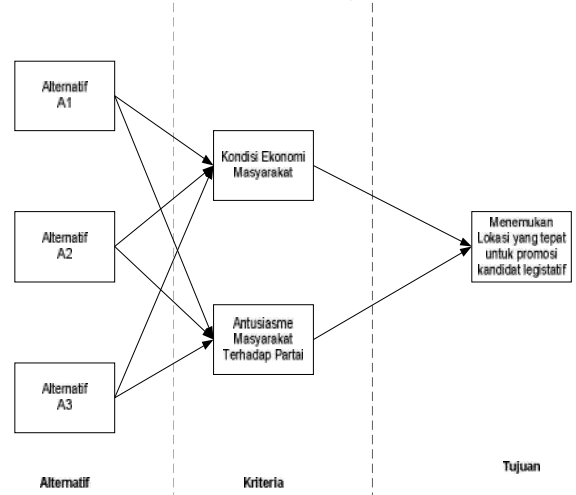 Alternatif
A1
Kondisi Ekonomi
Masyarakat
Alternatif
A2
Menemukan
Lokasi yang tepat
untuk promosi
kandidat legistatif
Antusiasme
Masyarakat
Terhadap Partai
Alternatif
A3
Alternatif
Kriteria
Tujuan